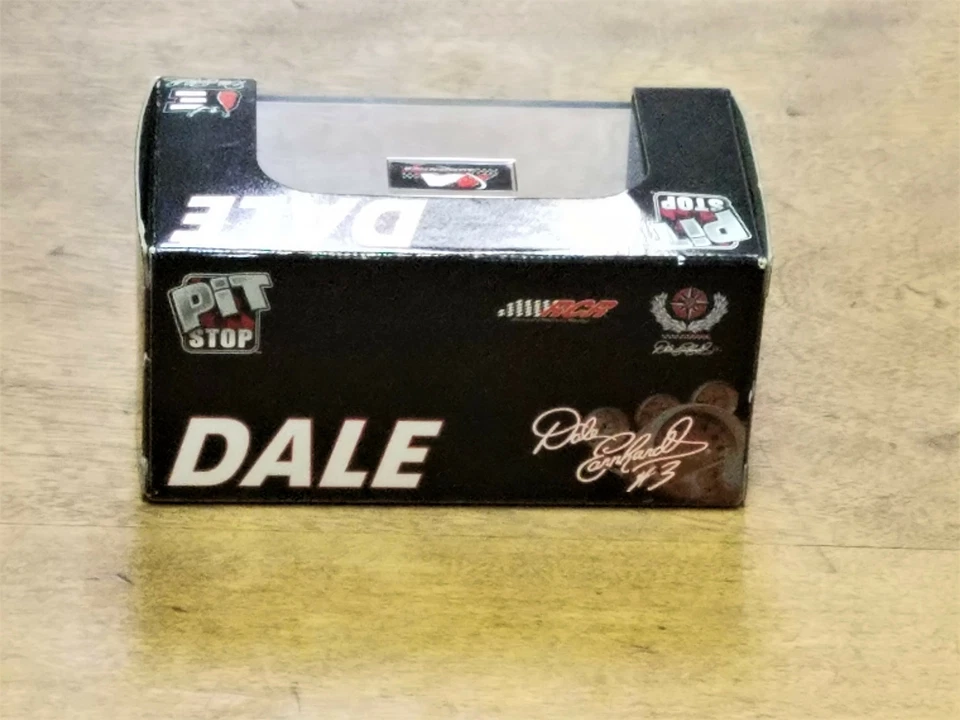 DALE
PiT
STOP
PiT
STOP
RCR
DALE
Dale
Earnhardt
#3